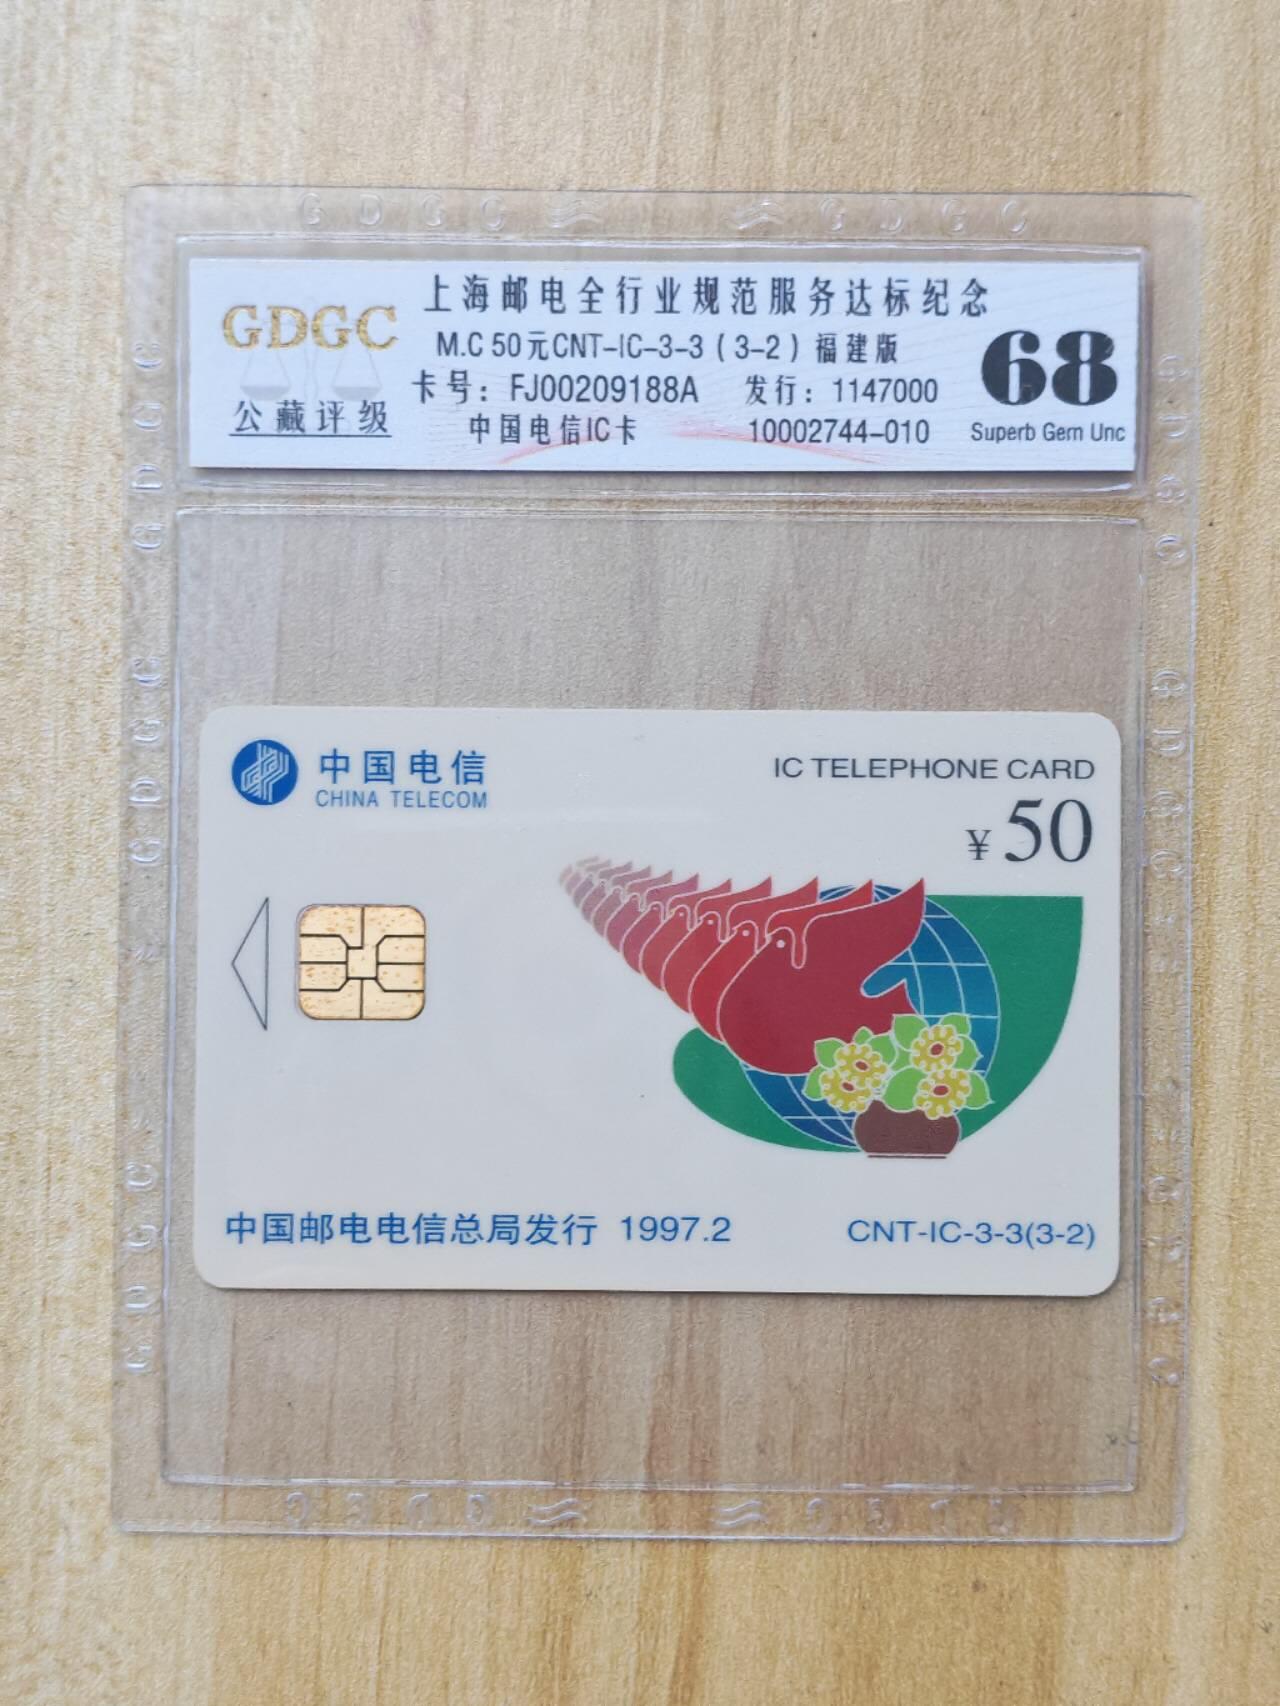 GDGC GDGC
GDGC
公藏评级
上海邮电全行业规范服务达标纪念
M.C 50元CNT-IC-3-3（3-2）福建版
卡号：FJ00209188A 发行：1147000
中国电信IC卡 10002744-010
68
Superb Gem Unc
中国电信
CHINA TELECOM
IC TELEPHONE CARD
¥50
中国邮电电信总局发行 1997.2
CNT-IC-3-3(3-2)